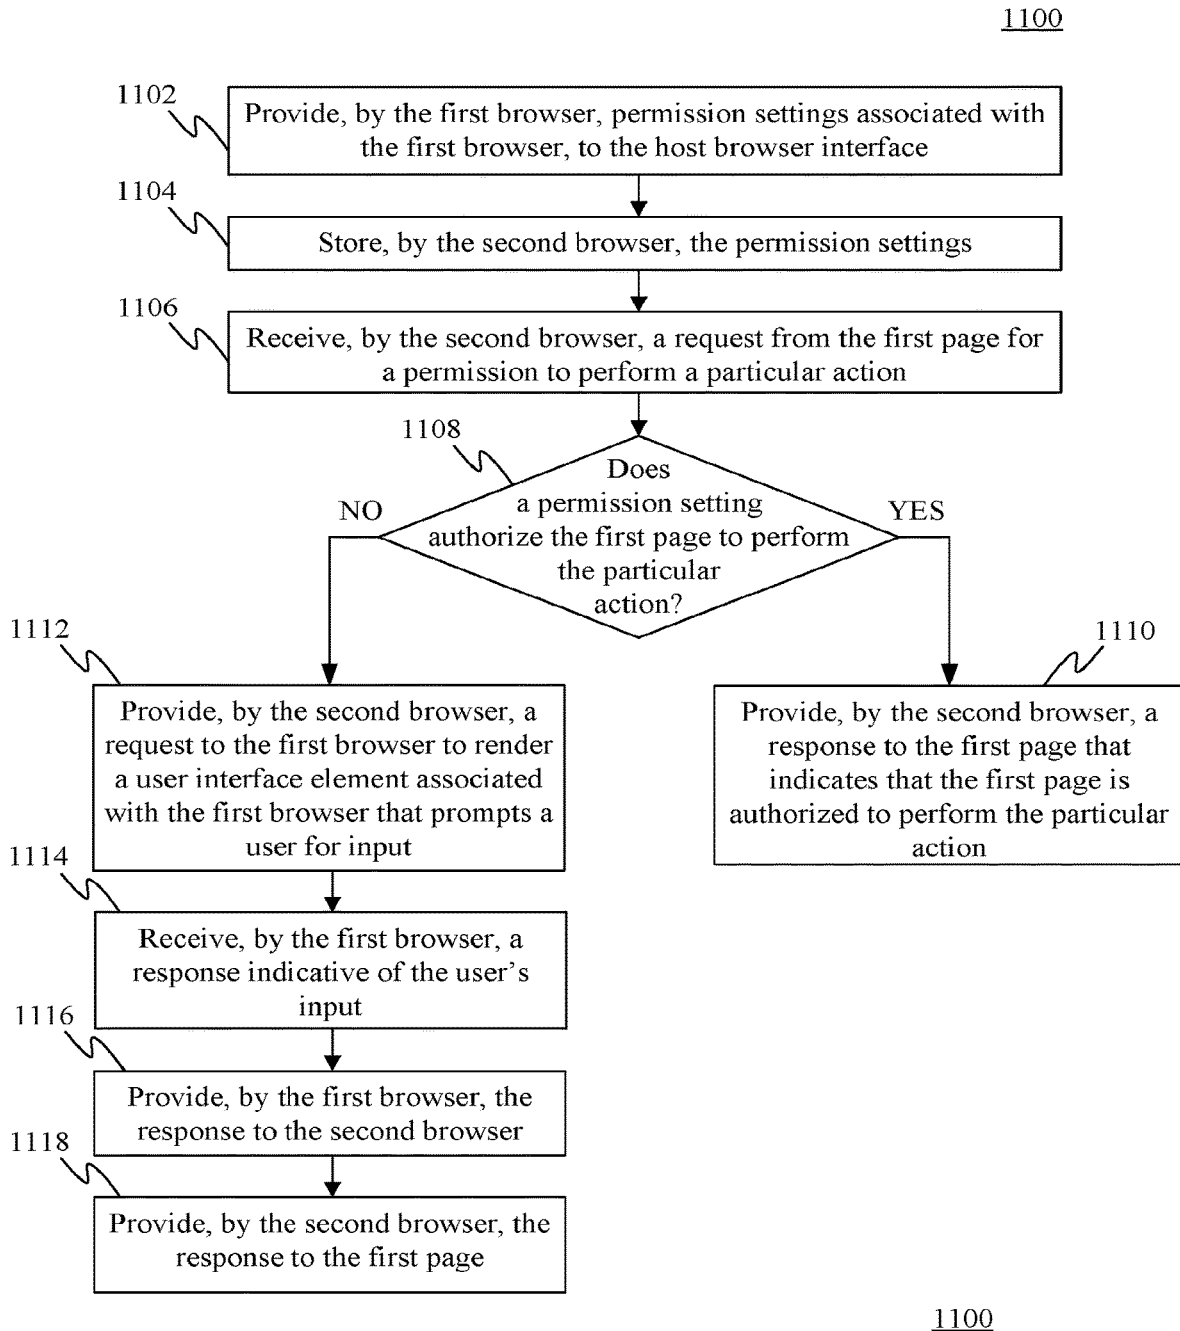 1100
1102
Provide, by the first browser, permission settings associated with
the first browser, to the host browser interface
1104
Store, by the second browser, the permission settings
1106
Receive, by the second browser, a request from the first page for
a permission to perform a particular action
1108
Does
a permission setting
authorize the first page to perform
the particular
action?
NO
YES
1112
Provide, by the second browser, a
request to the first browser to render
a user interface element associated
with the first browser that prompts a
user for input
1110
Provide, by the second browser, a
response to the first page that
indicates that the first page is
authorized to perform the particular
action
1114
Receive, by the first browser, a
response indicative of the user's
input
1116
Provide, by the first browser, the
response to the second browser
1118
Provide, by the second browser, the
response to the first page
1100